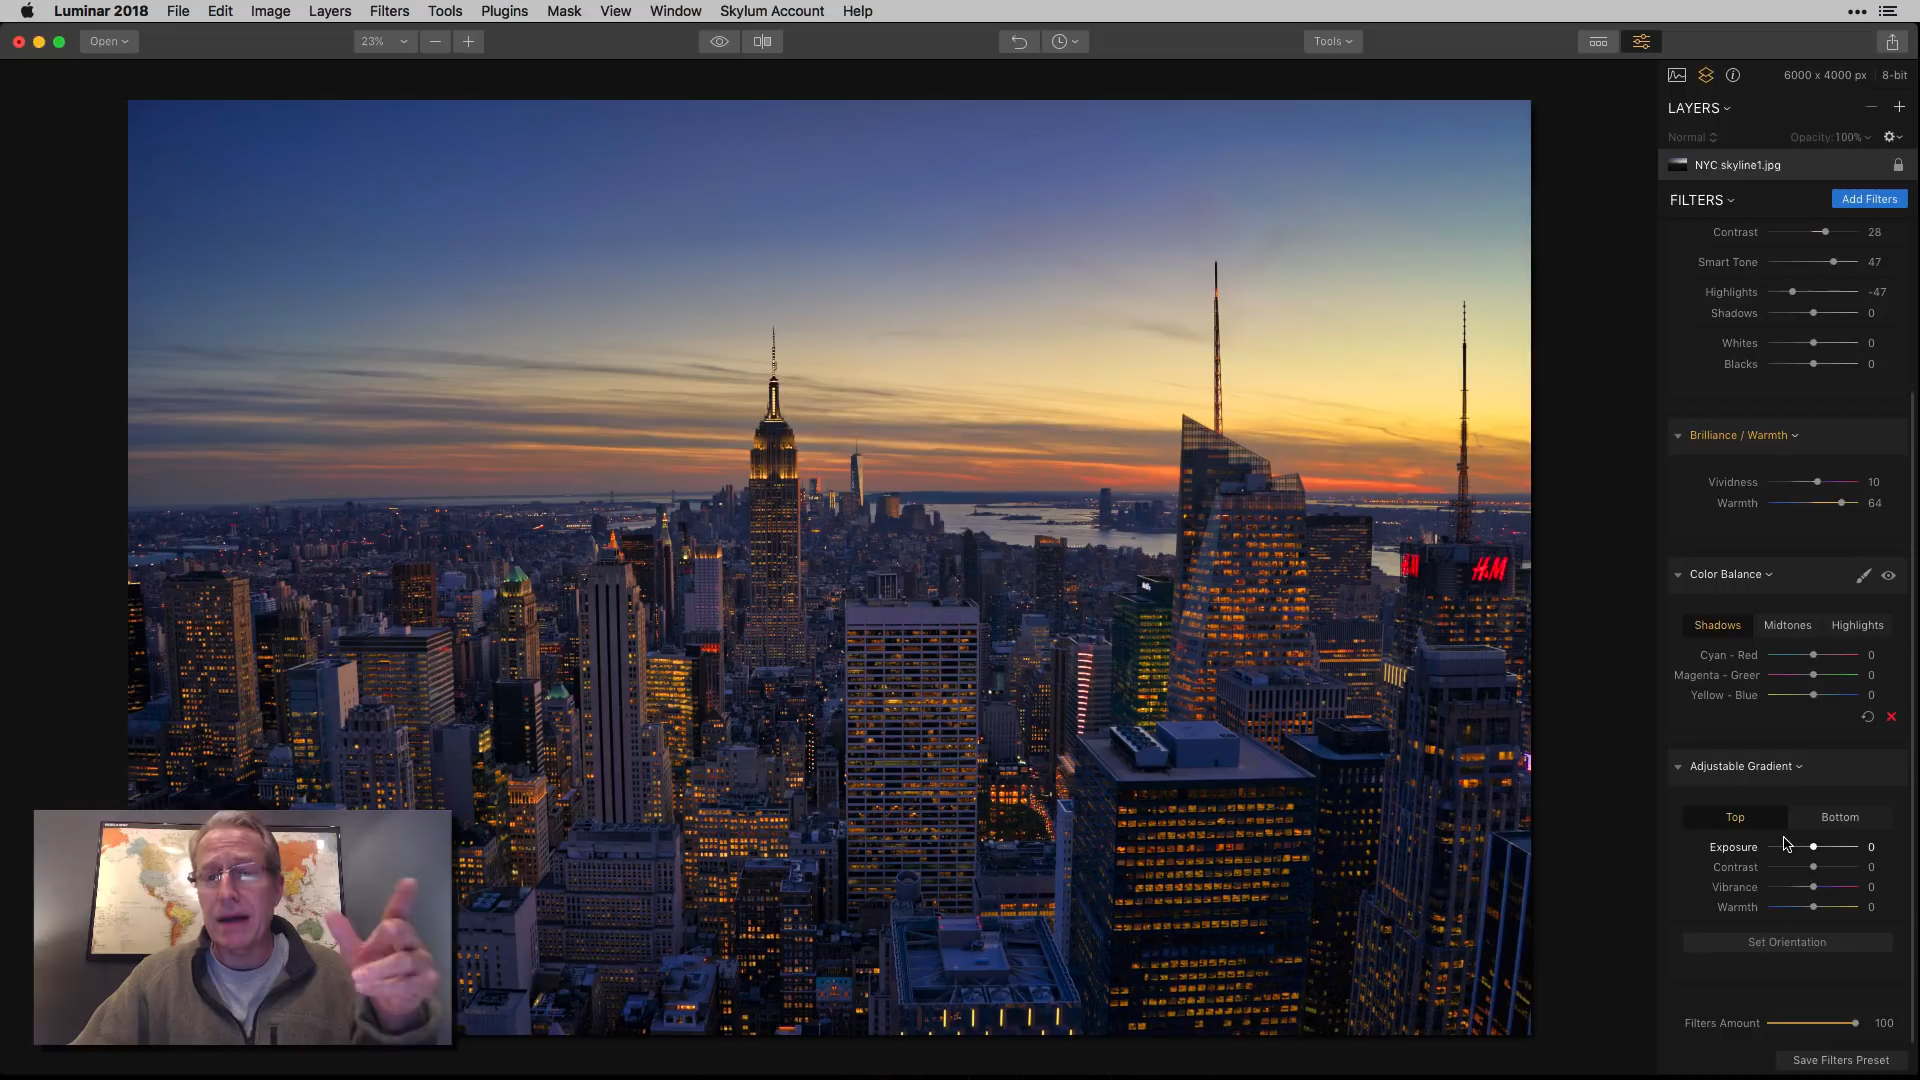 Luminar 2018 File Edit Image Layers Filters Tools Plugins Mask View Window Skylum Account Help
Open 23% Tools
6000 x 4000 px 8-bit
LAYERS
Normal Opacity: 100%
NYC skyline1.jpg
FILTERS Add Filters
Contrast 28
Smart Tone 47
Highlights -47
Shadows 0
Whites 0
Blacks 0
Brilliance / Warmth
Vividness 10
Warmth 64
Color Balance
Shadows Midtones Highlights
Cyan - Red 0
Magenta - Greer 0
Yellow - Blue 0
Adjustable Gradient
Top Bottom
Exposure 0
Contrast 0
Vibrance 0
Warmth 0
Set Orientation
Filters Amount 100
Save Filters Preset
H&M